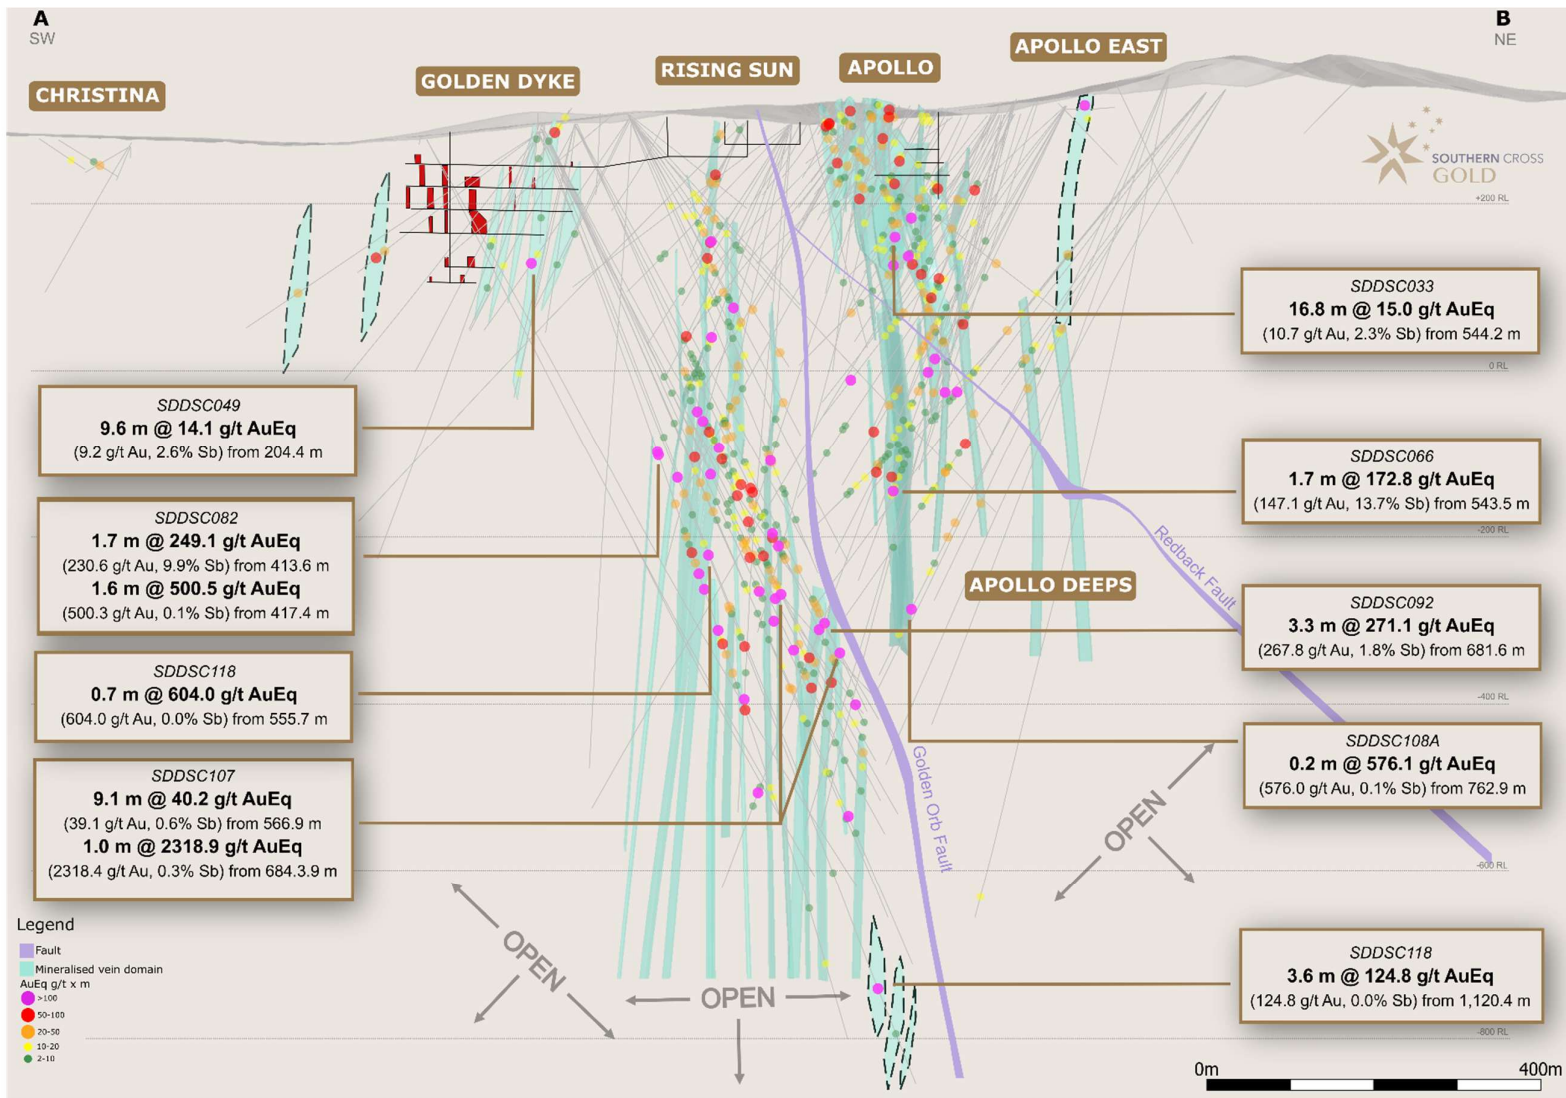 A
SW
B
NE
CHRISTINA
GOLDEN DYKE
RISING SUN
APOLLO
APOLLO EAST
SOUTHERN CROSS
GOLD
+200 RL
SDDSC033
16.8 m @ 15.0 g/t AuEq
(10.7 g/t Au, 2.3% Sb) from 544.2 m
0 RL
SDDSC049
9.6 m @ 14.1 g/t AuEq
(9.2 g/t Au, 2.6% Sb) from 204.4 m
SDDSC066
1.7 m @ 172.8 g/t AuEq
(147.1 g/t Au, 13.7% Sb) from 543.5 m
SDDSC082
1.7 m @ 249.1 g/t AuEq
(230.6 g/t Au, 9.9% Sb) from 413.6 m
1.6 m @ 500.5 g/t AuEq
(500.3 g/t Au, 0.1% Sb) from 417.4 m
-200 RL
Redback Fault
APOLLO DEEPS
SDDSC092
3.3 m @ 271.1 g/t AuEq
(267.8 g/t Au, 1.8% Sb) from 681.6 m
SDDSC118
0.7 m @ 604.0 g/t AuEq
(604.0 g/t Au, 0.0% Sb) from 555.7 m
-400 RL
SDDSC108A
0.2 m @ 576.1 g/t AuEq
(576.0 g/t Au, 0.1% Sb) from 762.9 m
Golden Orb Fault
SDDSC107
9.1 m @ 40.2 g/t AuEq
(39.1 g/t Au, 0.6% Sb) from 566.9 m
1.0 m @ 2318.9 g/t AuEq
(2318.4 g/t Au, 0.3% Sb) from 684.3.9 m
OPEN
-600 RL
OPEN
OPEN
Legend
Fault
Mineralised vein domain
AuEq g/t x m
>100
50-100
20-50
10-20
2-10
SDDSC118
3.6 m @ 124.8 g/t AuEq
(124.8 g/t Au, 0.0% Sb) from 1,120.4 m
-800 RL
0m
400m